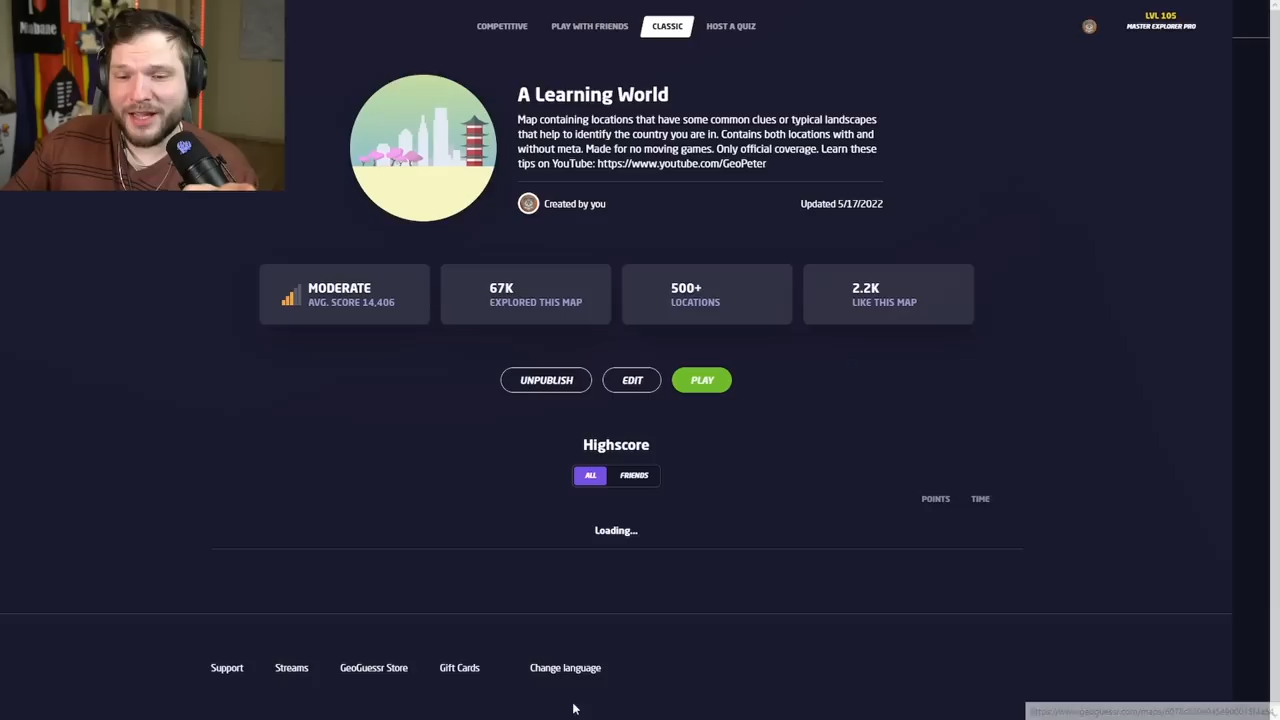 COMPETITIVE
PLAY WITH FRIENDS
CLASSIC
HOST A QUIZ
LVL 105
MASTER EXPLORER PRO
A Learning World
Map containing locations that have some common clues or typical landscapes
that help to identify the country you are in. Contains both locations with and
without meta. Made for no moving games. Only official coverage. Learn these
tips on YouTube: https://www.youtube.com/GeoPeter
Created by you
Updated 5/17/2022
MODERATE
AVG. SCORE 14,406
67K
EXPLORED THIS MAP
500+
LOCATIONS
2.2K
LIKE THIS MAP
UNPUBLISH
EDIT
PLAY
Highscore
ALL
FRIENDS
POINTS
TIME
Loading...
Support
Streams
GeoGuessr Store
Gift Cards
Change language